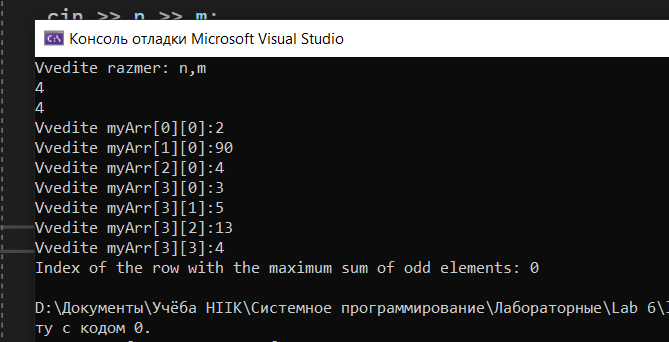 cin >> n >> m;
Консоль отладки Microsoft Visual Studio
Vvedite razmer: n,m
4
4
Vvedite myArr[0][0]:2
Vvedite myArr[1][0]:90
Vvedite myArr[2][0]:4
Vvedite myArr[3][0]:3
Vvedite myArr[3][1]:5
Vvedite myArr[3][2]:13
Vvedite myArr[3][3]:4
Index of the row with the maximum sum of odd elements: 0
D:\Документы\Учёба НИИК\Системное программирование\Лабораторные\Lab 6\
ту с кодом 0.